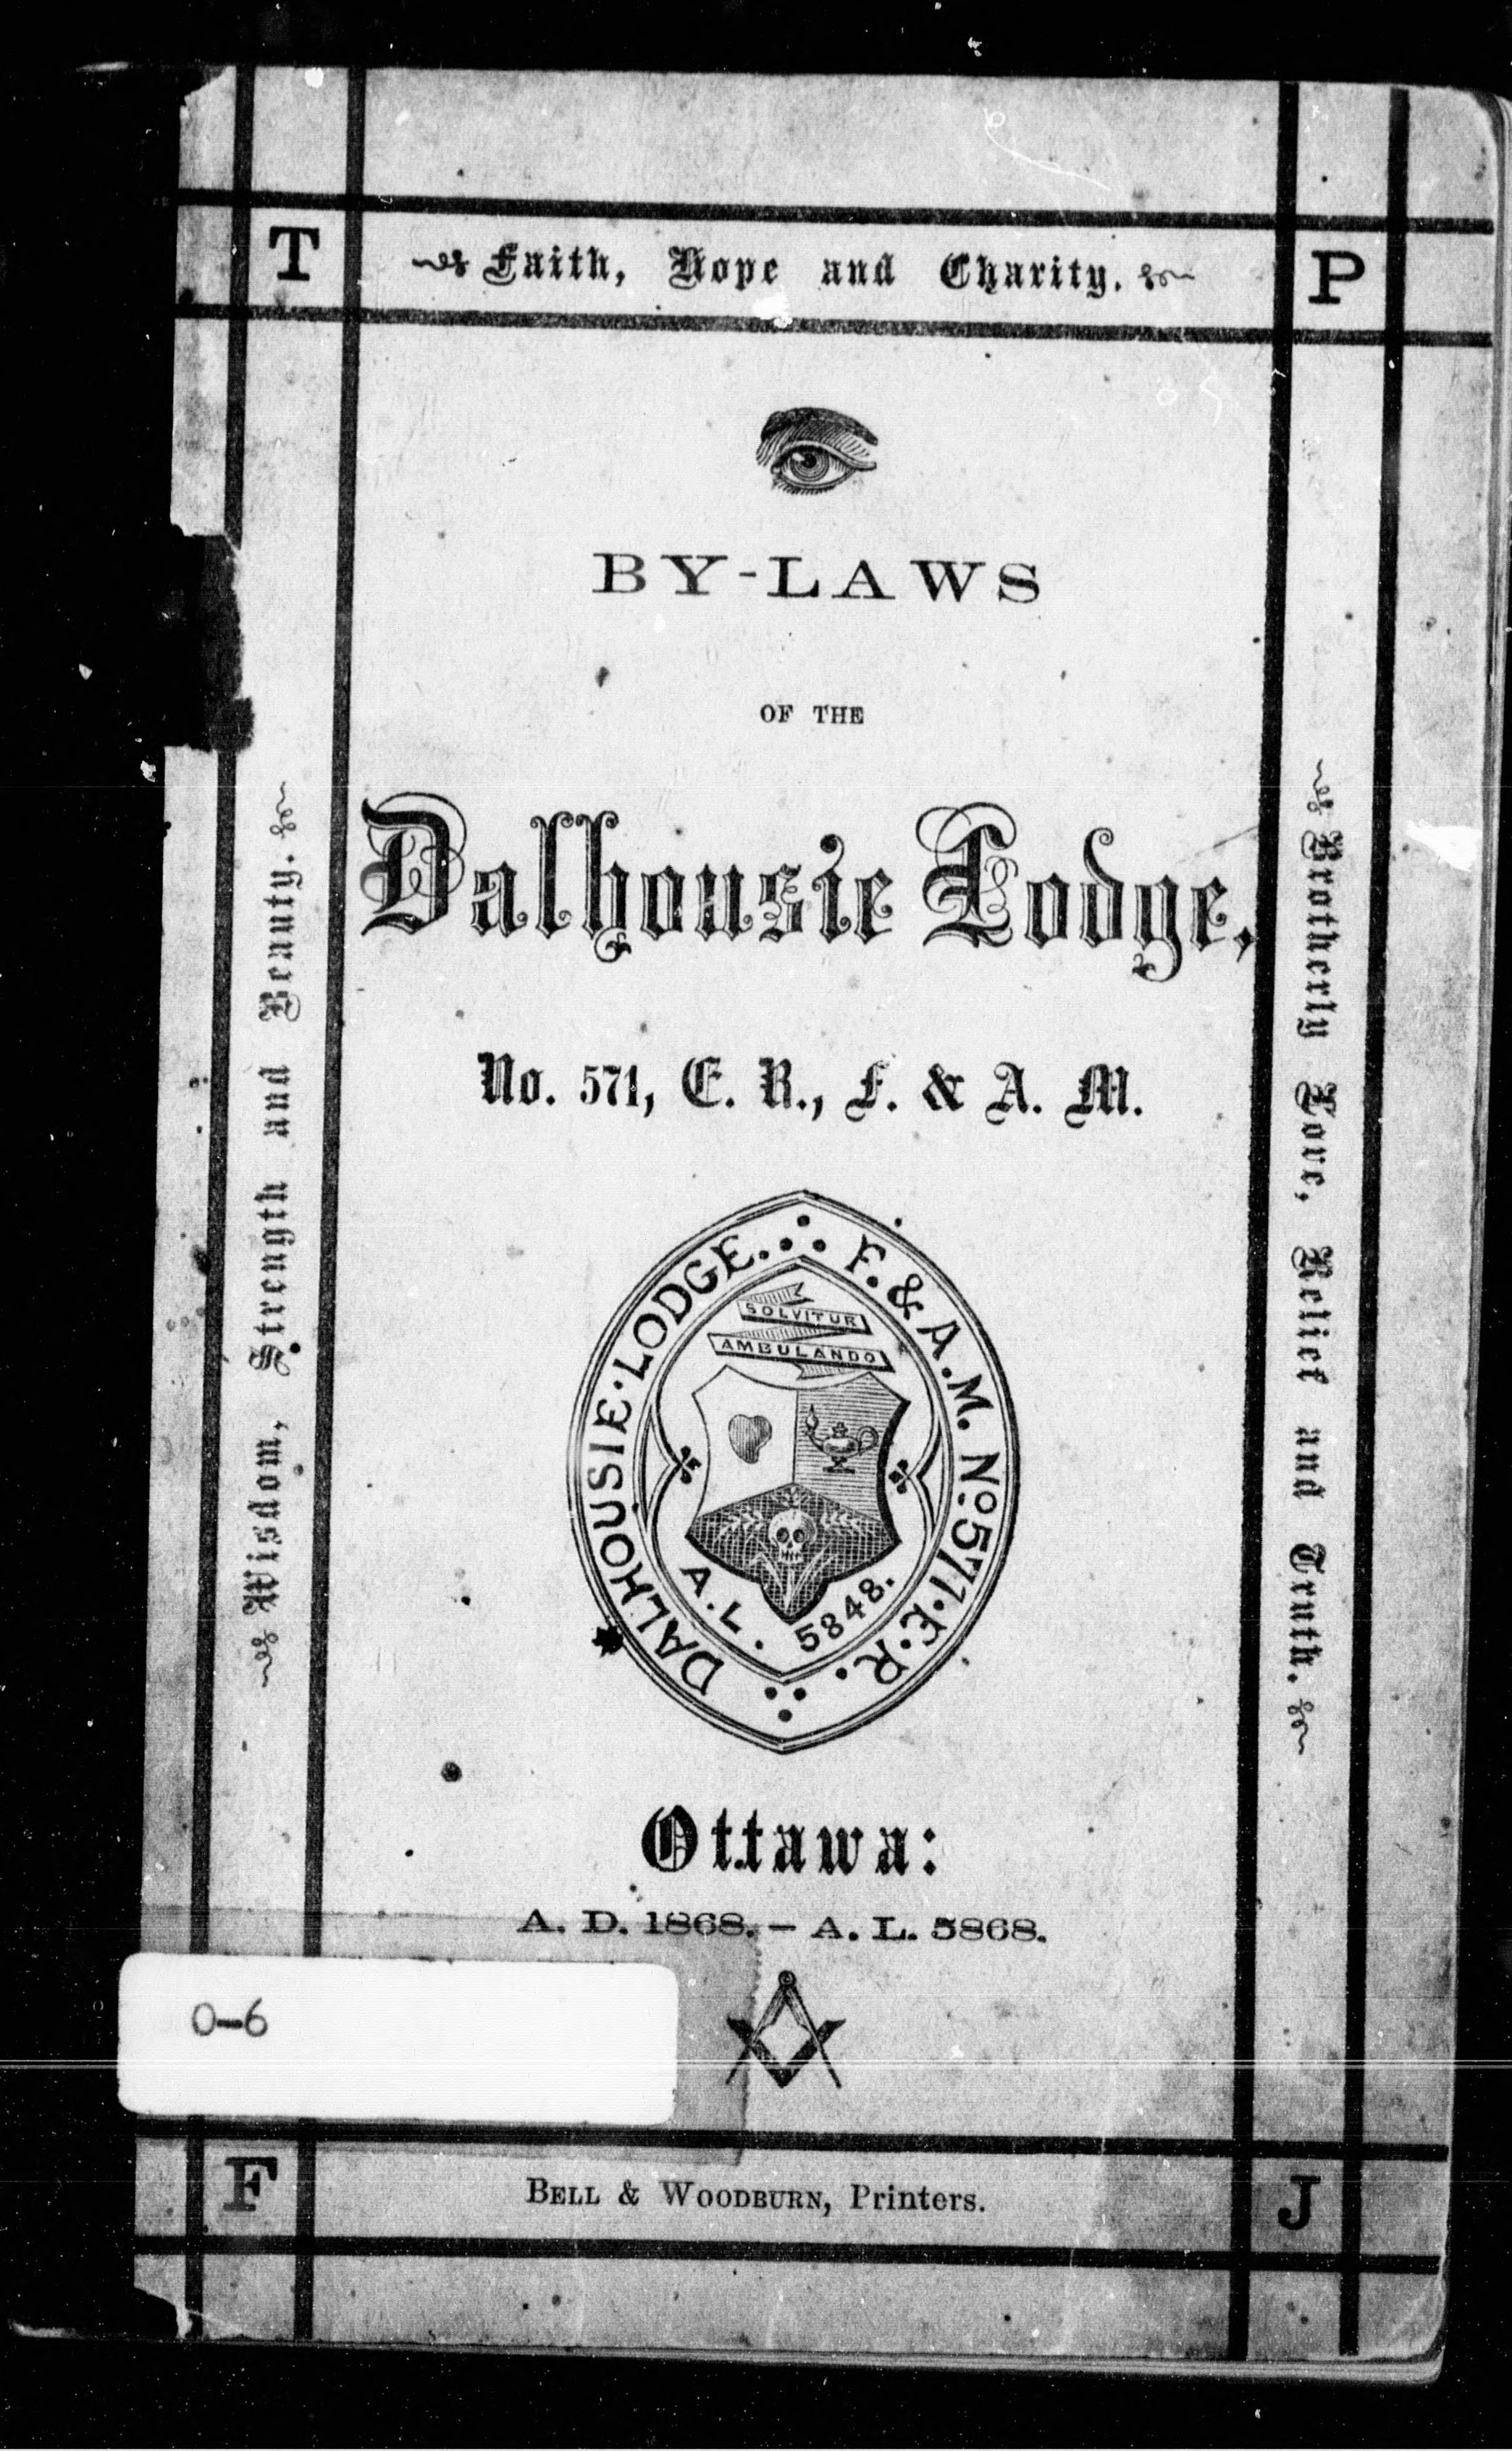 T
Faith, Hope and Charity.
P
BY-LAWS
OF THE
Dalhousie Lodge,
No. 571, E. R., F. & A. M.
Wisdom, Strength and Beauty.
Brotherly Love, Relief and Truth.
DALHOUSIE·LODGE. F. & A. M. No 571. E. R.
SOLVITUR
AMBULANDO
A. L. 5848.
Ottawa:
A. D. 1868. – A. L. 5868.
0-6
F
BELL & WOODBURN, Printers.
J